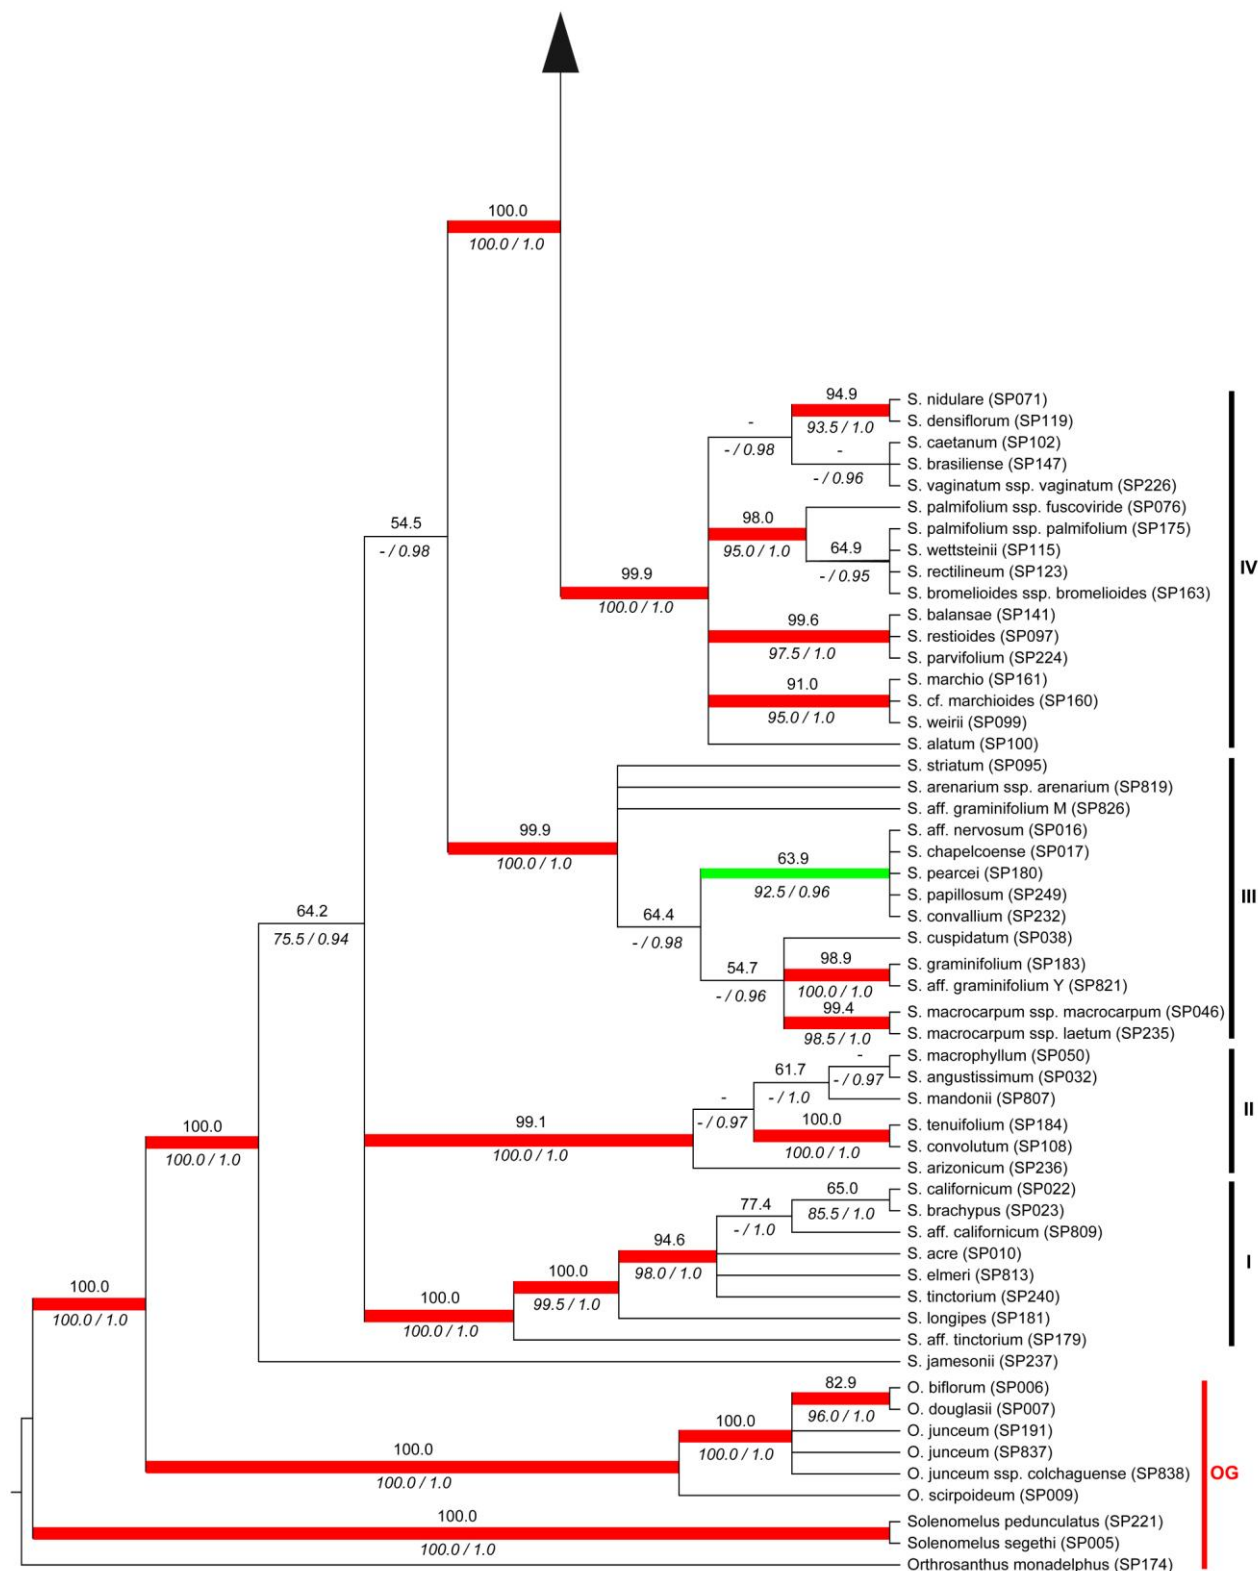 100.0
100.0 / 1.0
94.9
S. nidulare (SP071)
S. densiflorum (SP119)
93.5 / 1.0
-
- / 0.98
S. caetanum (SP102)
-
S. brasiliense (SP147)
- / 0.96
S. vaginatum ssp. vaginatum (SP226)
S. palmifolium ssp. fuscoviride (SP076)
98.0
95.0 / 1.0
S. palmifolium ssp. palmifolium (SP175)
64.9
S. wettsteinii (SP115)
- / 0.95
S. rectilineum (SP123)
S. bromelioides ssp. bromelioides (SP163)
IV
54.5
- / 0.98
99.9
100.0 / 1.0
S. balansae (SP141)
99.6
S. restioides (SP097)
97.5 / 1.0
S. parvifolium (SP224)
S. marchio (SP161)
91.0
S. cf. marchioides (SP160)
95.0 / 1.0
S. weirii (SP099)
S. alatum (SP100)
S. striatum (SP095)
S. arenarium ssp. arenarium (SP819)
S. aff. graminifolium M (SP826)
99.9
100.0 / 1.0
S. aff. nervosum (SP016)
S. chapelcoense (SP017)
63.9
S. pearcei (SP180)
92.5 / 0.96
S. papillosum (SP249)
S. convallium (SP232)
III
64.4
- / 0.98
S. cuspidatum (SP038)
54.7
- / 0.96
98.9
S. graminifolium (SP183)
S. aff. graminifolium Y (SP821)
100.0 / 1.0
99.4
S. macrocarpum ssp. macrocarpum (SP046)
S. macrocarpum ssp. laetum (SP235)
98.5 / 1.0
64.2
75.5 / 0.94
-
S. macrophyllum (SP050)
61.7
- / 0.97
S. angustissimum (SP032)
- / 1.0
S. mandonii (SP807)
-
- / 0.97
100.0
S. tenuifolium (SP184)
S. convolutum (SP108)
100.0 / 1.0
99.1
100.0 / 1.0
S. arizonicum (SP236)
II
100.0
100.0 / 1.0
65.0
S. californicum (SP022)
77.4
S. brachypus (SP023)
85.5 / 1.0
- / 1.0
S. aff. californicum (SP809)
94.6
S. acre (SP010)
98.0 / 1.0
S. elmeri (SP813)
100.0
99.5 / 1.0
S. tinctorium (SP240)
S. longipes (SP181)
100.0
100.0 / 1.0
S. aff. tinctorium (SP179)
I
S. jamesonii (SP237)
100.0
100.0 / 1.0
82.9
O. biflorum (SP006)
O. douglasii (SP007)
96.0 / 1.0
100.0
O. junceum (SP191)
100.0 / 1.0
O. junceum (SP837)
100.0
100.0 / 1.0
O. junceum ssp. colchaguense (SP838)
OG
O. scirpoideum (SP009)
100.0
Solenomelus pedunculatus (SP221)
Solenomelus segethi (SP005)
100.0 / 1.0
Orthrosanthus monadelphus (SP174)